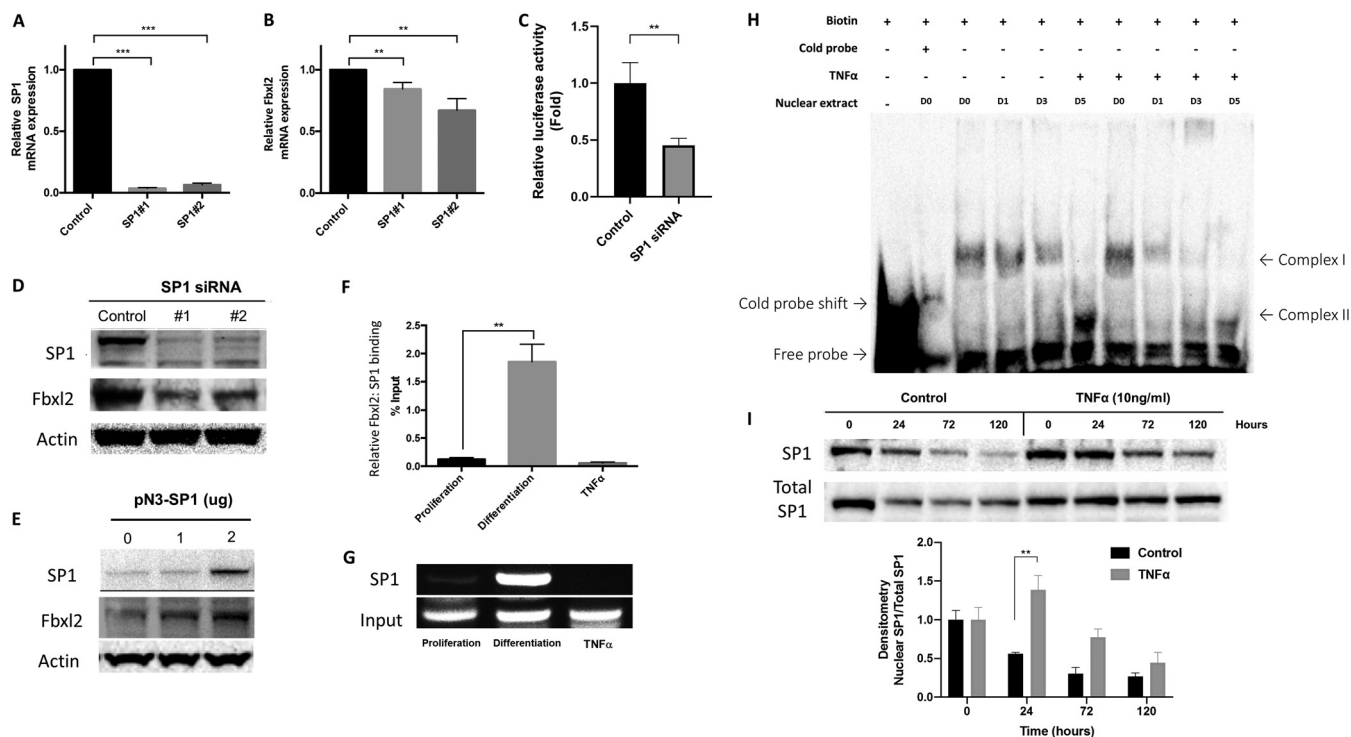 A
Relative SP1
mRNA expression
1.0
0.5
0.0
***
***
Control
SP1#1
SP1#2
B
Relative Fbxl2
mRNA expression
1.0
0.5
0.0
**
**
Control
SP1#1
SP1#2
C
Relative luciferase activity
(Fold)
1.5
1.0
0.5
0.0
**
Control
SP1 siRNA
D
SP1 siRNA
Control #1 #2
SP1
Fbxl2
Actin
E
pN3-SP1 (ug)
0 1 2
SP1
Fbxl2
Actin
F
Relative Fbxl2: SP1 binding
% Input
2.5
2.0
1.5
1.0
0.5
0.0
**
Proliferation
Differentiation
TNFα
G
SP1
Input
Proliferation Differentiation TNFα
H
Biotin + + + + + + + + + +
Cold probe - + - - - - - - - -
TNFα - - - - - + + + + +
Nuclear extract - D0 D0 D1 D3 D5 D0 D1 D3 D5
← Complex I
Cold probe shift →
← Complex II
Free probe →
I
Control TNFα (10ng/ml)
0 24 72 120 0 24 72 120 Hours
SP1
Total
SP1
Densitometry
Nuclear SP1/Total SP1
2.0
1.5
1.0
0.5
0.0
**
Control
TNFα
0 24 72 120
Time (hours)